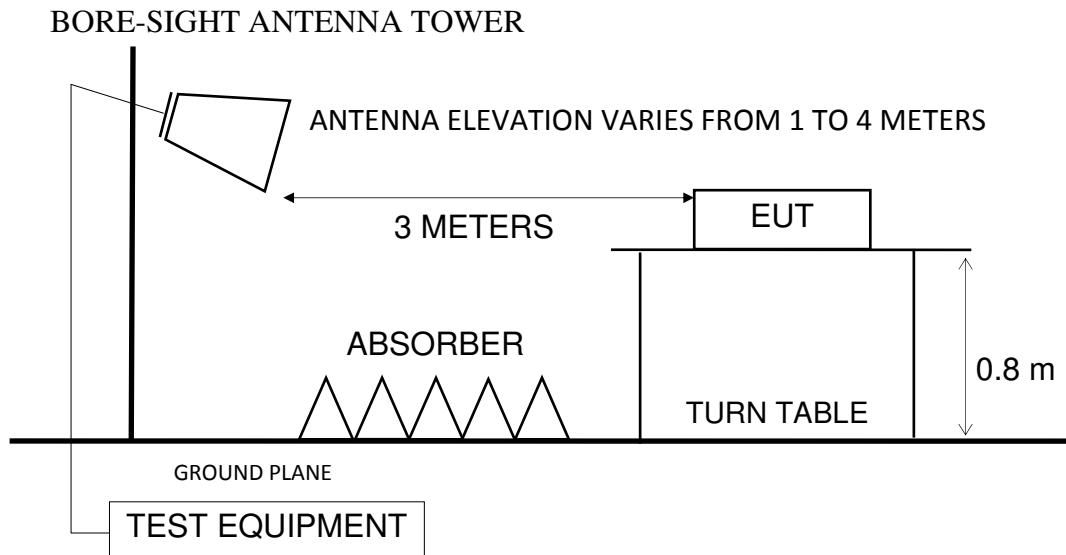 BORE-SIGHT ANTENNA TOWER
ANTENNA ELEVATION VARIES FROM 1 TO 4 METERS
EUT
3 METERS
ABSORBER
0.8 m
TURN TABLE
GROUND PLANE
TEST EQUIPMENT